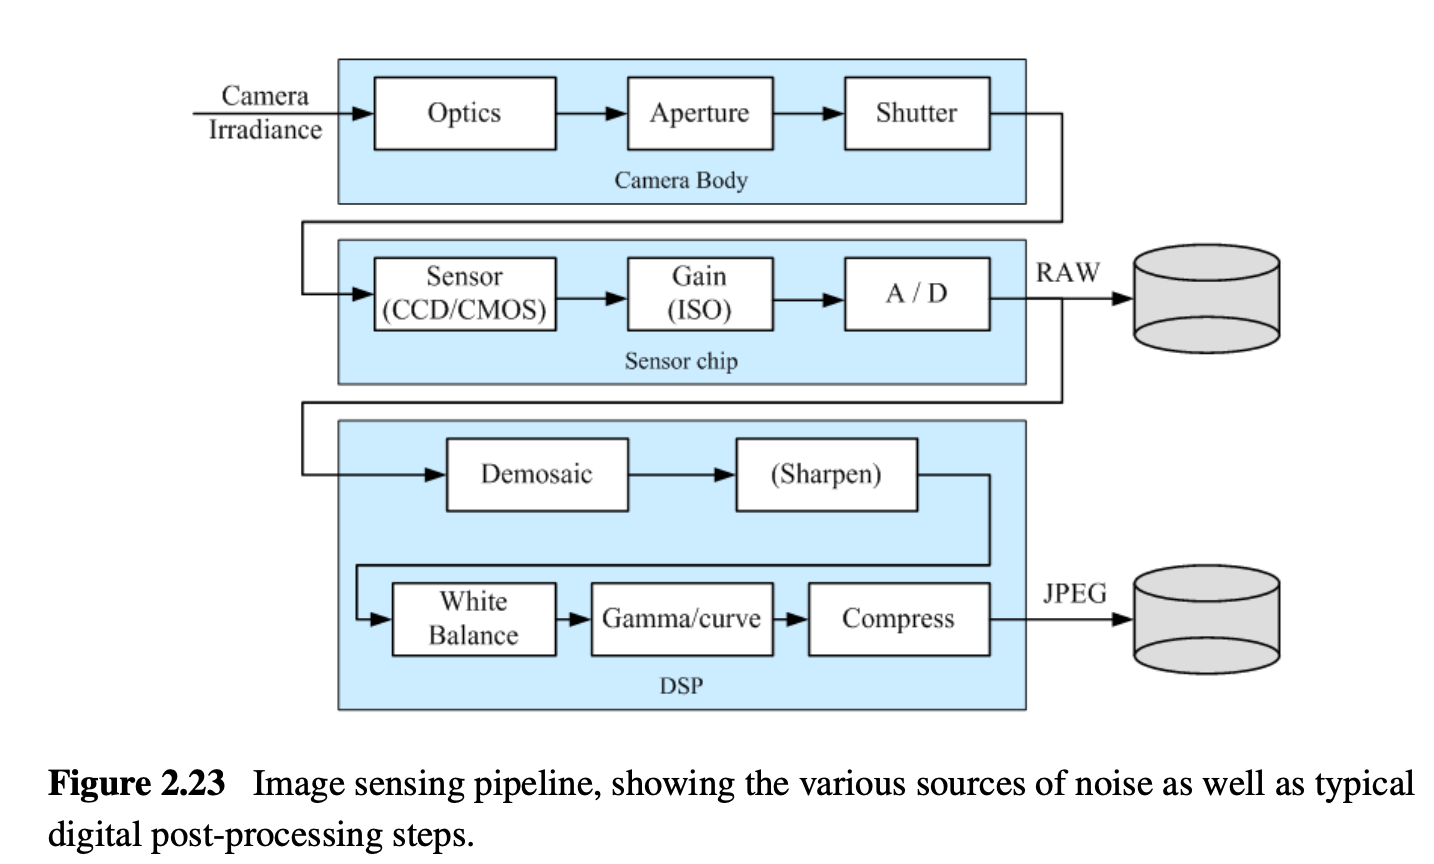 Camera
Irradiance
Optics
Aperture
Shutter
Camera Body
Sensor
(CCD/CMOS)
Gain
(ISO)
A / D
RAW
Sensor chip
Demosaic
(Sharpen)
White
Balance
Gamma/curve
Compress
JPEG
DSP
Figure 2.23 Image sensing pipeline, showing the various sources of noise as well as typical
digital post-processing steps.